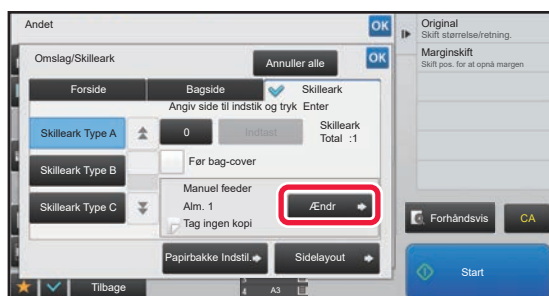 Andet
OK
Original
Skift størrelse/retning.
Omslag/Skilleark
Annuller alle
OK
Marginskift
Skift pos. for at opnå margen
Forside
Bagside
Skilleark
Angiv side til indstik og tryk Enter
Skilleark Type A
0
Indtast
Skilleark
Total :1
Skilleark Type B
Før bag-cover
Manuel feeder
Skilleark Type C
Alm. 1
Ændr
Tag ingen kopi
Forhåndsvis
CA
Papirbakke Indstil.
Sidelayout
Tilbage
3
4 A3
Start